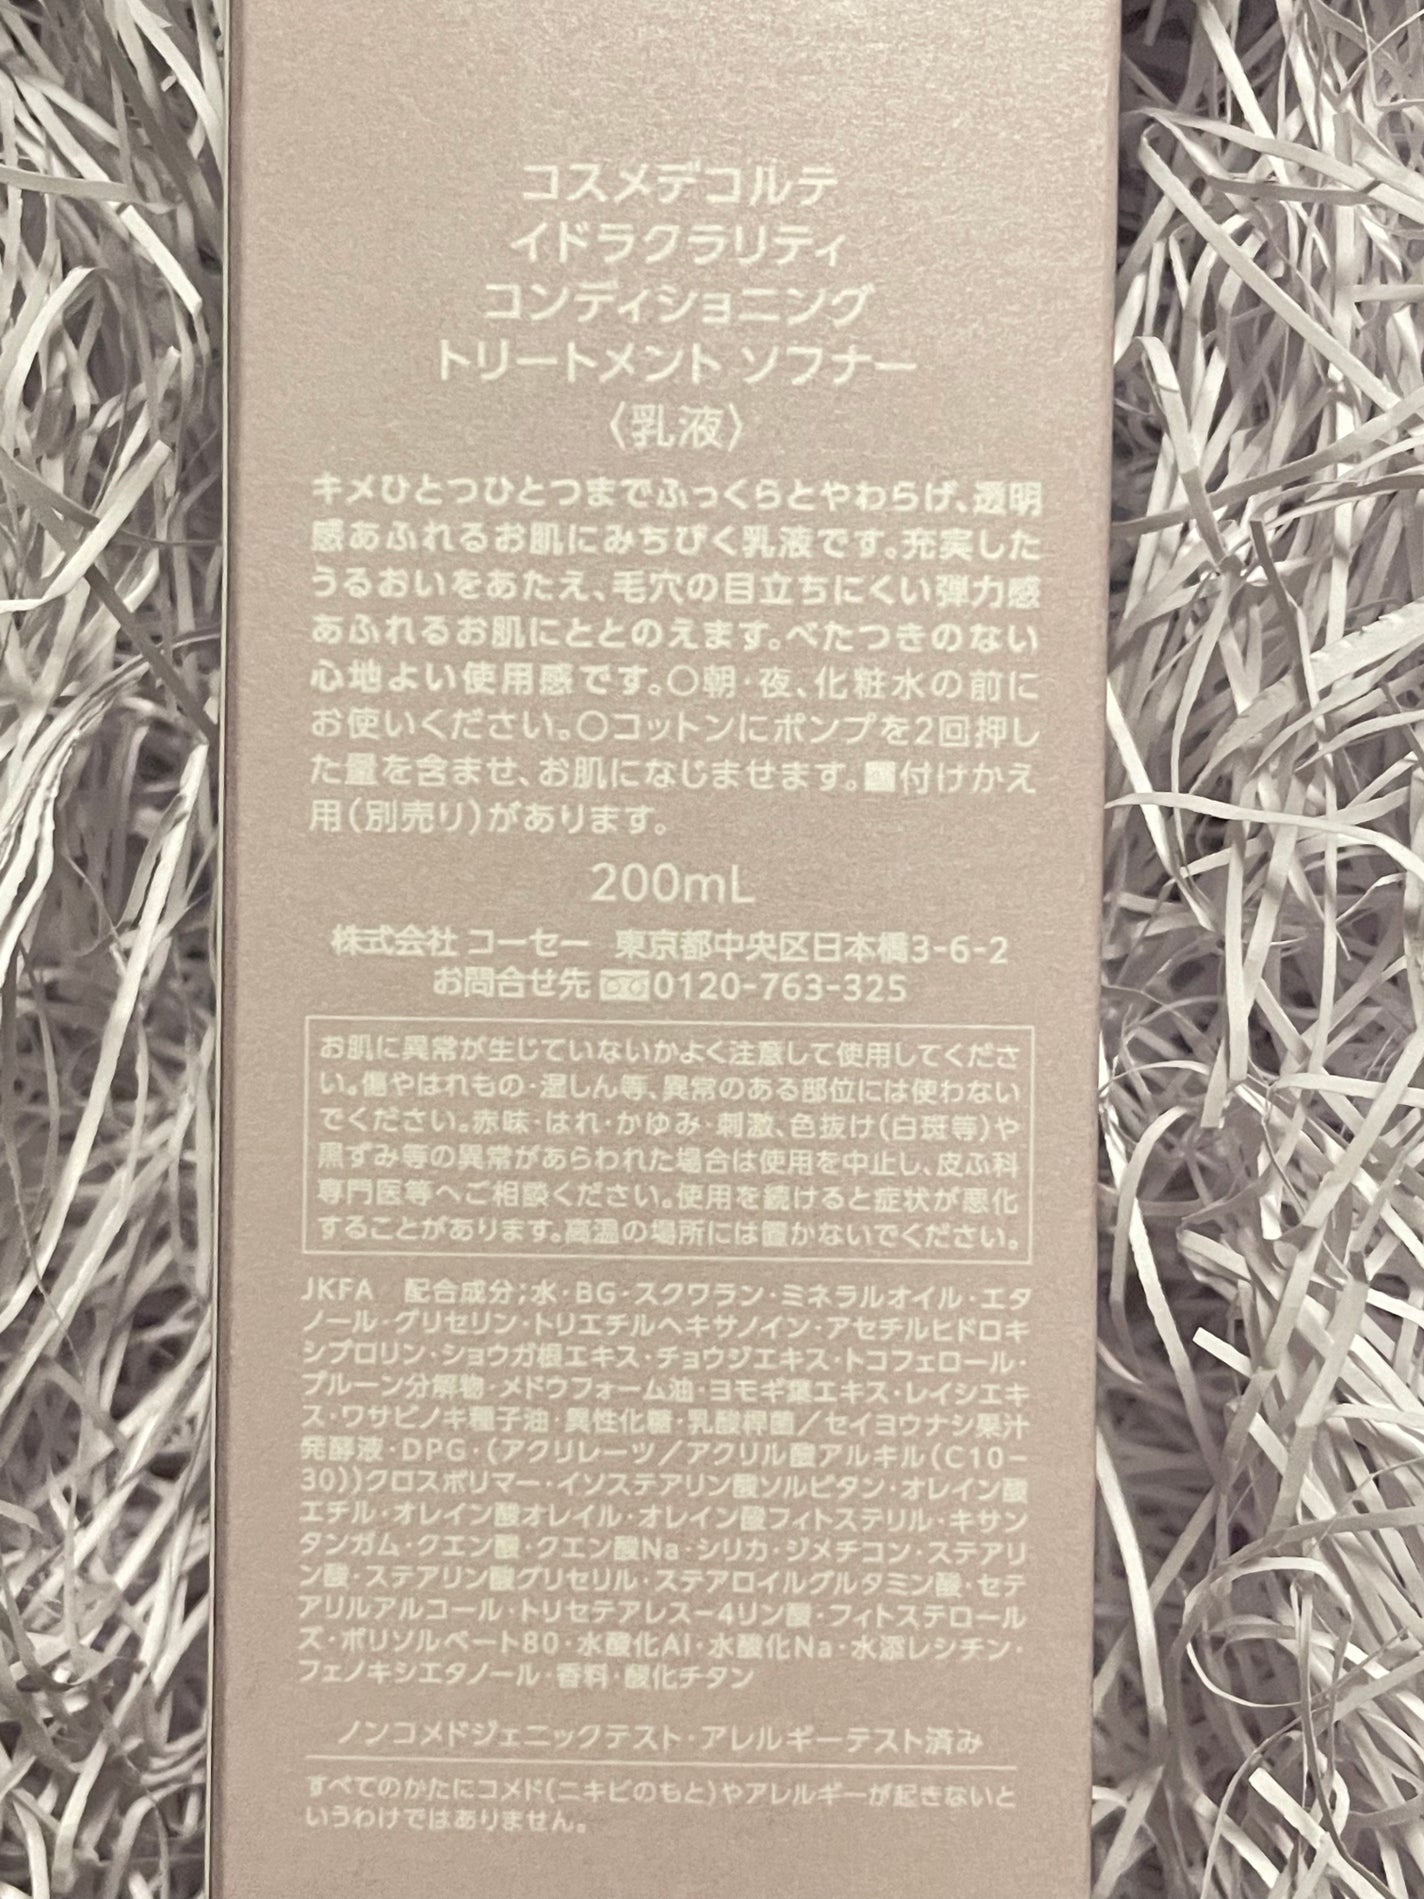 コスメデコルテ
イドラクラリティ
コンディショニング
トリートメント ソフナー
〈乳液〉
キメひとつひとつまでふっくらとやわらげ、透明
感あふれるお肌にみちびく乳液です。充実した
うるおいをあたえ、毛穴の目立ちにくい弾力感
あふれるお肌にととのえます。べたつきのない
心地よい使用感です。○朝・夜、化粧水の前に
お使いください。○コットンにポンプを2回押し
た量を含ませ、お肌になじませます。付けかえ
用(別売り)があります。
200mL
株式会社 コーセー 東京都中央区日本橋3-6-2
お問合せ先 0120-763-325
お肌に異常が生じていないかよく注意して使用してくださ
い。傷やはれもの・湿しん等、異常のある部位には使わない
でください。赤味・はれ・かゆみ・刺激、色抜け(白斑等)や
黒ずみ等の異常があらわれた場合は使用を中止し、皮ふ科
専門医等へご相談ください。使用を続けると症状が悪化
することがあります。高温の場所には置かないでください。
JKFA 配合成分;水・BG・スクワラン・ミネラルオイル・エタ
ノール・グリセリン・トリエチルヘキサノイン・アセチルヒドロキ
シプロリン・ショウガ根エキス・チョウジエキス・トコフェロール・
プルーン分解物・メドウフォーム油・ヨモギ葉エキス・レイシエキ
ス・ワサビノキ種子油・異性化糖・乳酸桿菌／セイヨウナシ果汁
発酵液・DPG・(アクリレーツ／アクリル酸アルキル(C10-
30))クロスポリマー・イソステアリン酸ソルビタン・オレイン酸
エチル・オレイン酸オレイル・オレイン酸フィトステリル・キサン
タンガム・クエン酸・クエン酸Na・シリカ・ジメチコン・ステアリ
ン酸・ステアリン酸グリセリル・ステアロイルグルタミン酸・セテ
アリルアルコール・トリセテアレス-4リン酸・フィトステロール
ズ・ポリソルベート80・水酸化Al・水酸化Na・水添レシチン・
フェノキシエタノール・香料・酸化チタン
ノンコメドジェニックテスト・アレルギーテスト済み
すべてのかたにコメド(ニキビのもと)やアレルギーが起きないと
いうわけではありません。